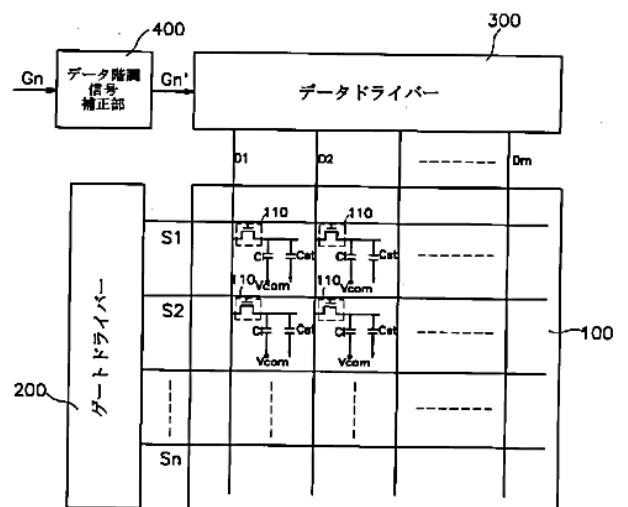 400
300
Gn
データ階調
信号
補正部
Gn'
データドライバー
D1
D2
Dm
S1
110
110
Cl
Cst
Cl
Cst
Vcom
Vcom
S2
110
110
Cl
Cst
Cl
Cst
Vcom
Vcom
100
200
ゲートドライバー
Sn